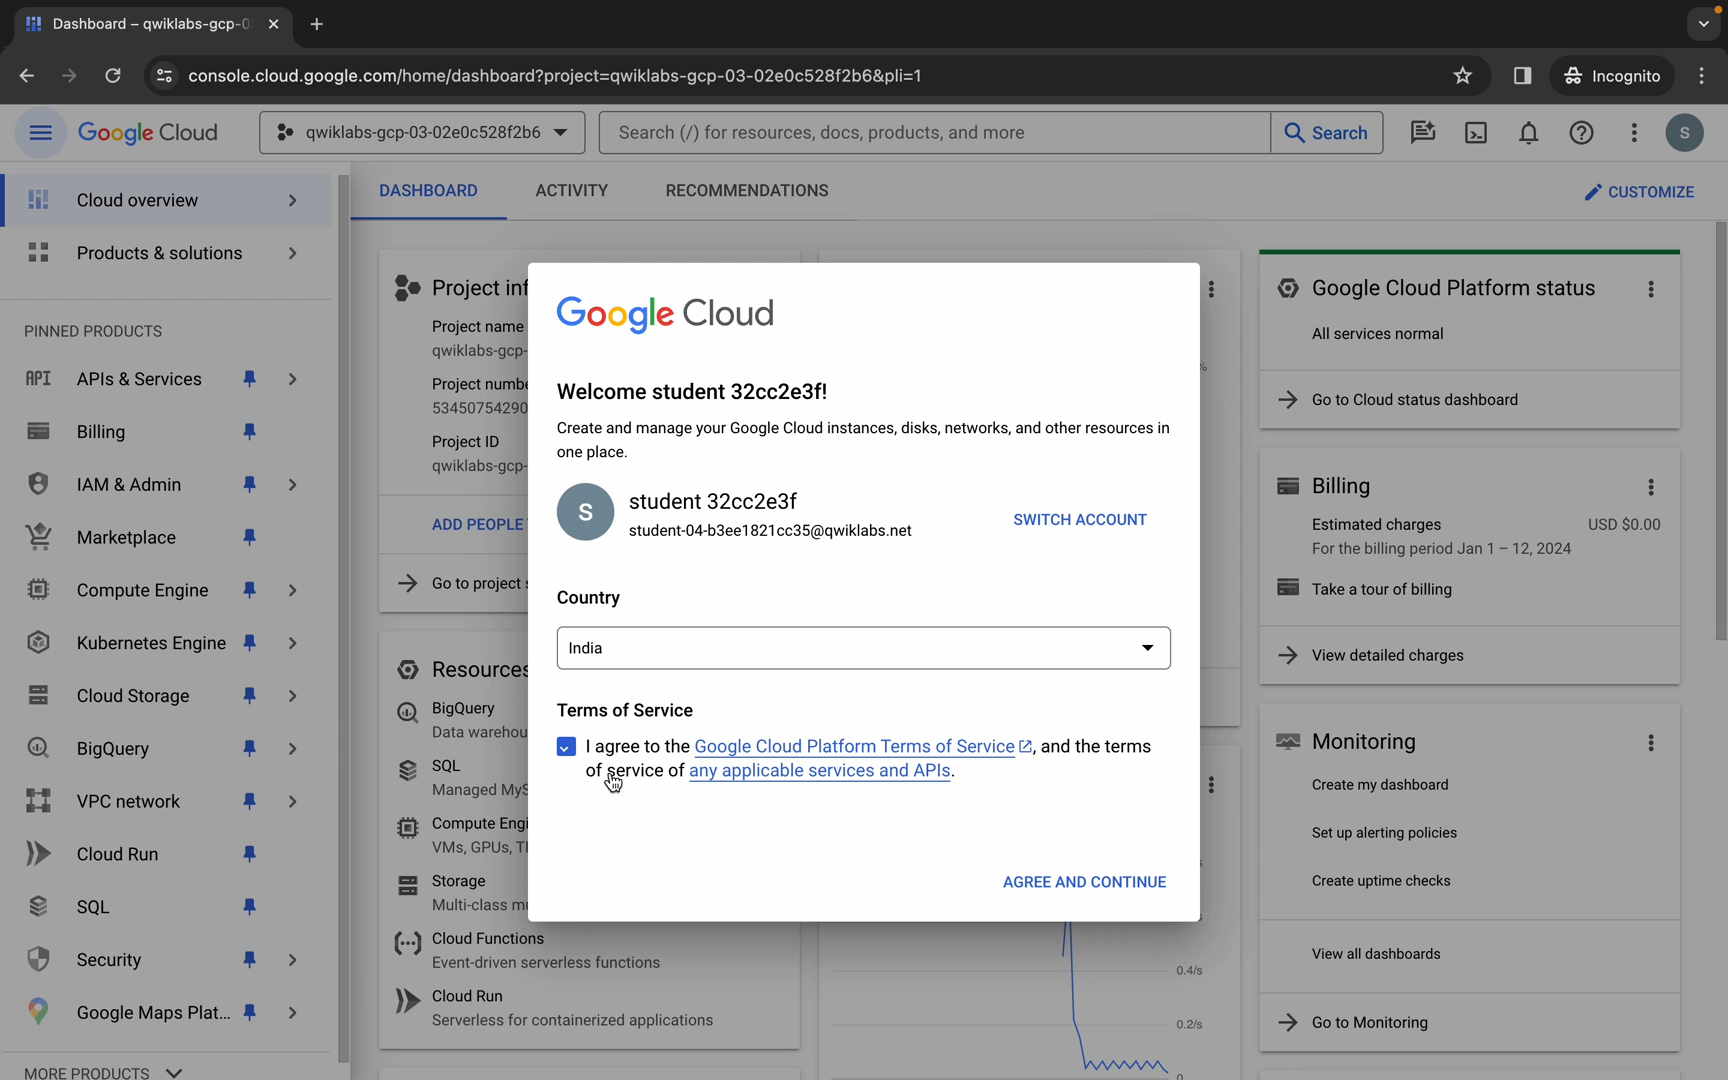 Dashboard – qwiklabs-gcp-0
console.cloud.google.com/home/dashboard?project=qwiklabs-gcp-03-02e0c528f2b6&pli=1
Incognito
Google Cloud
qwiklabs-gcp-03-02e0c528f2b6
Search (/) for resources, docs, products, and more
Search
S
Cloud overview
Products & solutions
PINNED PRODUCTS
API
APIs & Services
Billing
IAM & Admin
Marketplace
Compute Engine
Kubernetes Engine
Cloud Storage
BigQuery
VPC network
Cloud Run
SQL
Security
Google Maps Plat...
MORE PRODUCTS
DASHBOARD
ACTIVITY
RECOMMENDATIONS
CUSTOMIZE
Project inf
Project name
qwiklabs-gcp-
Project numbe
53450754290
Project ID
qwiklabs-gcp-
ADD PEOPLE
Go to project s
Resources
BigQuery
Data warehou
SQL
Managed MyS
Compute Engi
VMs, GPUs, T
Storage
Multi-class mu
Cloud Functions
Event-driven serverless functions
Cloud Run
Serverless for containerized applications
Google Cloud
Welcome student 32cc2e3f!
Create and manage your Google Cloud instances, disks, networks, and other resources in
one place.
S
student 32cc2e3f
student-04-b3ee1821cc35@qwiklabs.net
SWITCH ACCOUNT
Country
India
Terms of Service
I agree to the Google Cloud Platform Terms of Service, and the terms
of service of any applicable services and APIs.
AGREE AND CONTINUE
%
0.4/s
0.2/s
0
Google Cloud Platform status
All services normal
Go to Cloud status dashboard
Billing
Estimated charges USD $0.00
For the billing period Jan 1 – 12, 2024
Take a tour of billing
View detailed charges
Monitoring
Create my dashboard
Set up alerting policies
Create uptime checks
View all dashboards
Go to Monitoring